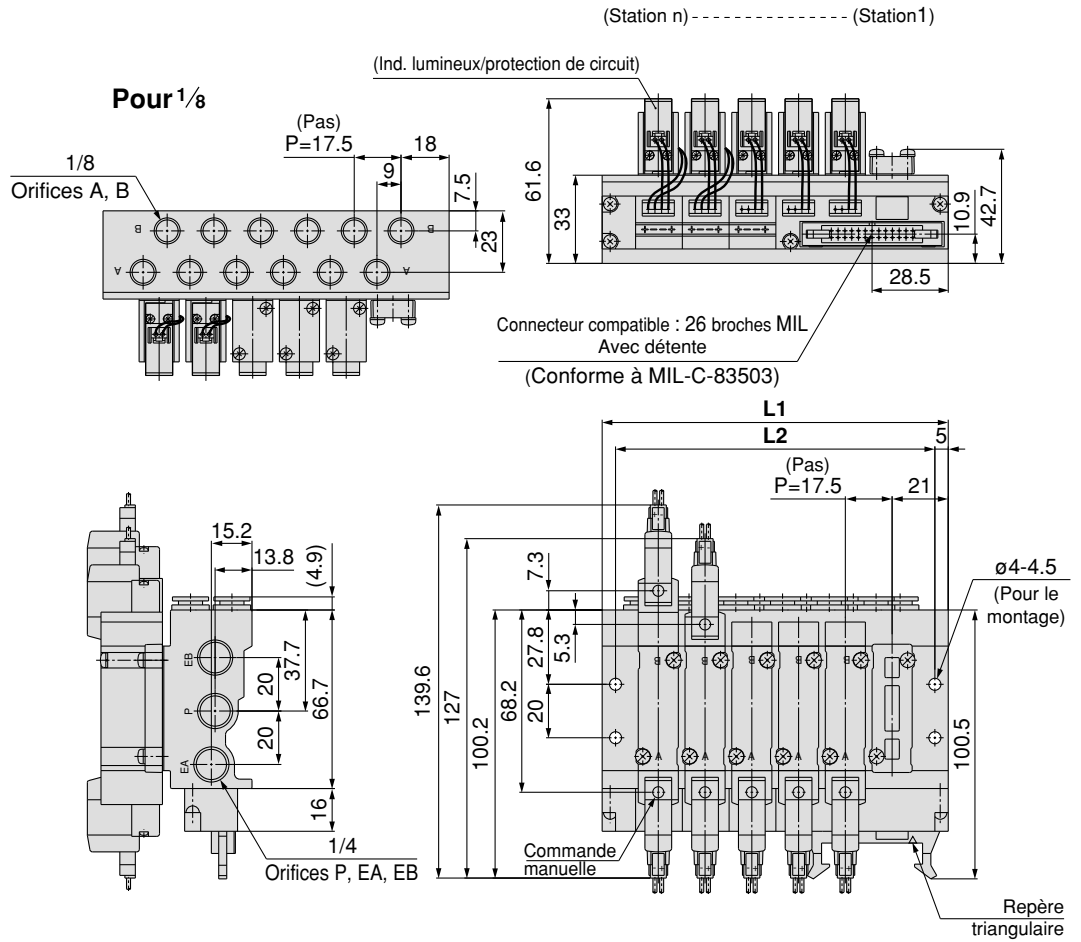 (Station n) - - - - - - - - - - - - - - (Station1)
(Ind. lumineux/protection de circuit)
Pour 1/8
(Pas)
P=17.5
18
9
7.5
23
1/8
Orifices A, B
B
B
A
A
61.6
33
10.9
42.7
28.5
Connecteur compatible : 26 broches MIL
Avec détente
(Conforme à MIL-C-83503)
L1
L2
5
(Pas)
P=17.5
21
15.2
13.8
(4.9)
37.7
66.7
20
20
16
EB
P
EA
1/4
Orifices P, EA, EB
139.6
127
100.2
68.2
27.8
20
7.3
5.3
ø4-4.5
(Pour le
montage)
100.5
B
B
B
B
B
A
A
A
A
A
Commande
manuelle
Repère
triangulaire